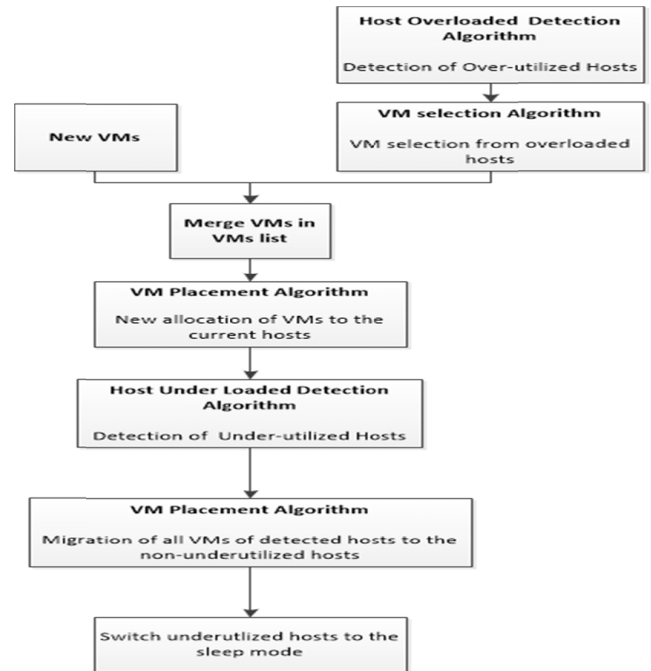 Host Overloaded Detection
Algorithm
Detection of Over-utilized Hosts
New VMs
VM selection Algorithm
VM selection from overloaded
hosts
Merge VMs in
VMs list
VM Placement Algorithm
New allocation of VMs to the
current hosts
Host Under Loaded Detection
Algorithm
Detection of Under-utilized Hosts
VM Placement Algorithm
Migration of all VMs of detected hosts to the
non-underutilized hosts
Switch underutlized hosts to the
sleep mode